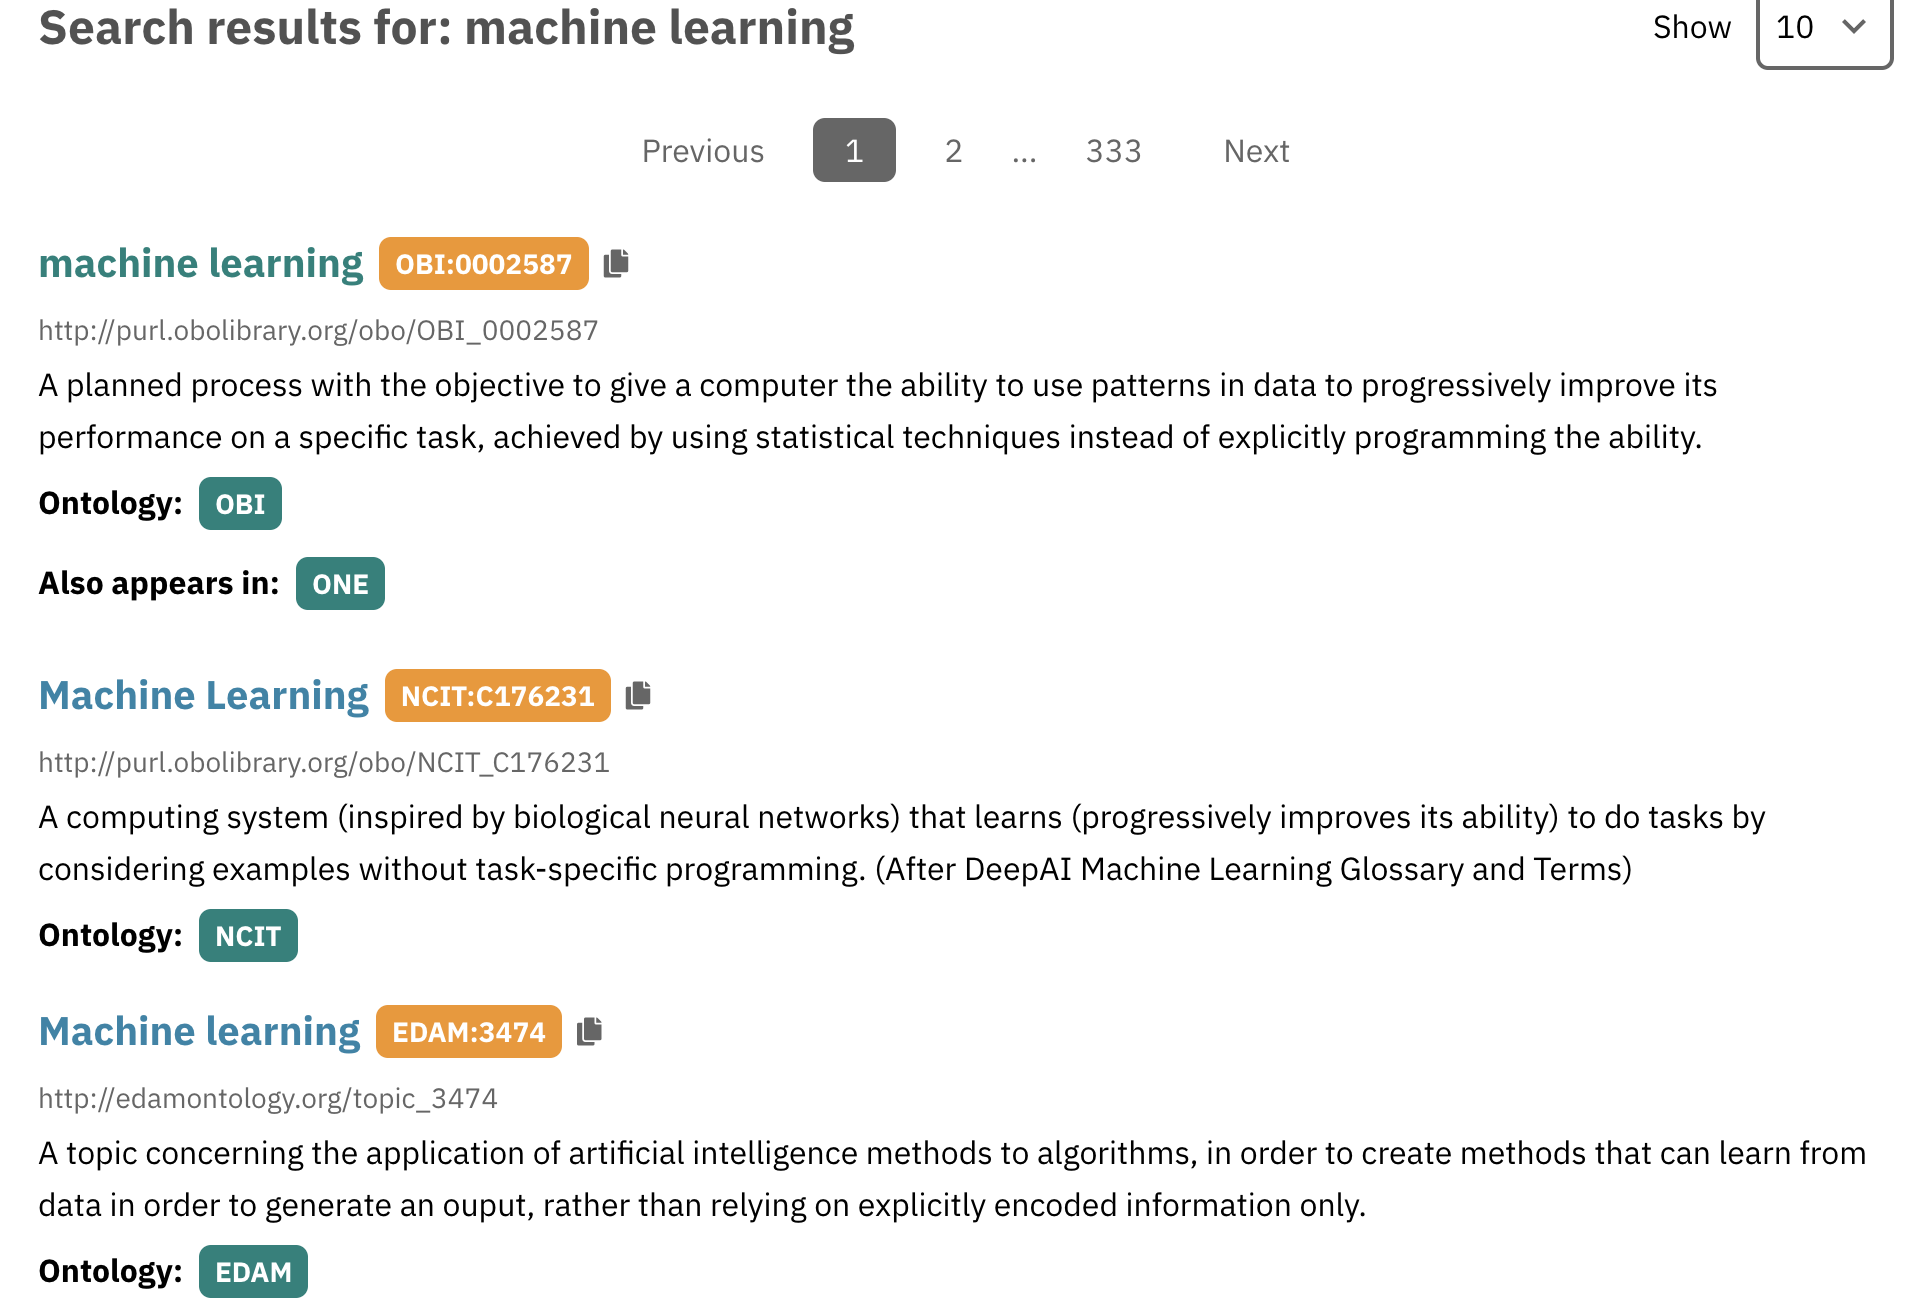 Search results for: machine learning
Show 10
Previous 1 2 ... 333 Next
machine learning OBI:0002587
http://purl.obolibrary.org/obo/OBI_0002587
A planned process with the objective to give a computer the ability to use patterns in data to progressively improve its
performance on a specific task, achieved by using statistical techniques instead of explicitly programming the ability.
Ontology: OBI
Also appears in: ONE
Machine Learning NCIT:C176231
http://purl.obolibrary.org/obo/NCIT_C176231
A computing system (inspired by biological neural networks) that learns (progressively improves its ability) to do tasks by
considering examples without task-specific programming. (After DeepAI Machine Learning Glossary and Terms)
Ontology: NCIT
Machine learning EDAM:3474
http://edamontology.org/topic_3474
A topic concerning the application of artificial intelligence methods to algorithms, in order to create methods that can learn from
data in order to generate an ouput, rather than relying on explicitly encoded information only.
Ontology: EDAM